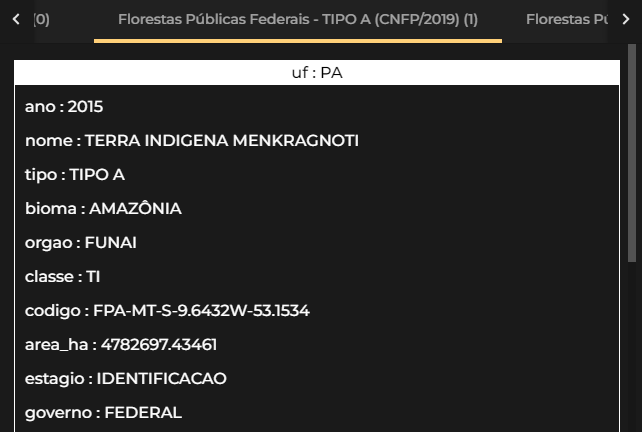 (0)
Florestas Públicas Federais - TIPO A (CNFP/2019) (1)
Florestas Pú
uf : PA
ano : 2015
nome : TERRA INDIGENA MENKRAGNOTI
tipo : TIPO A
bioma : AMAZÔNIA
orgao : FUNAI
classe : TI
codigo : FPA-MT-S-9.6432W-53.1534
area_ha : 4782697.43461
estagio : IDENTIFICACAO
governo : FEDERAL